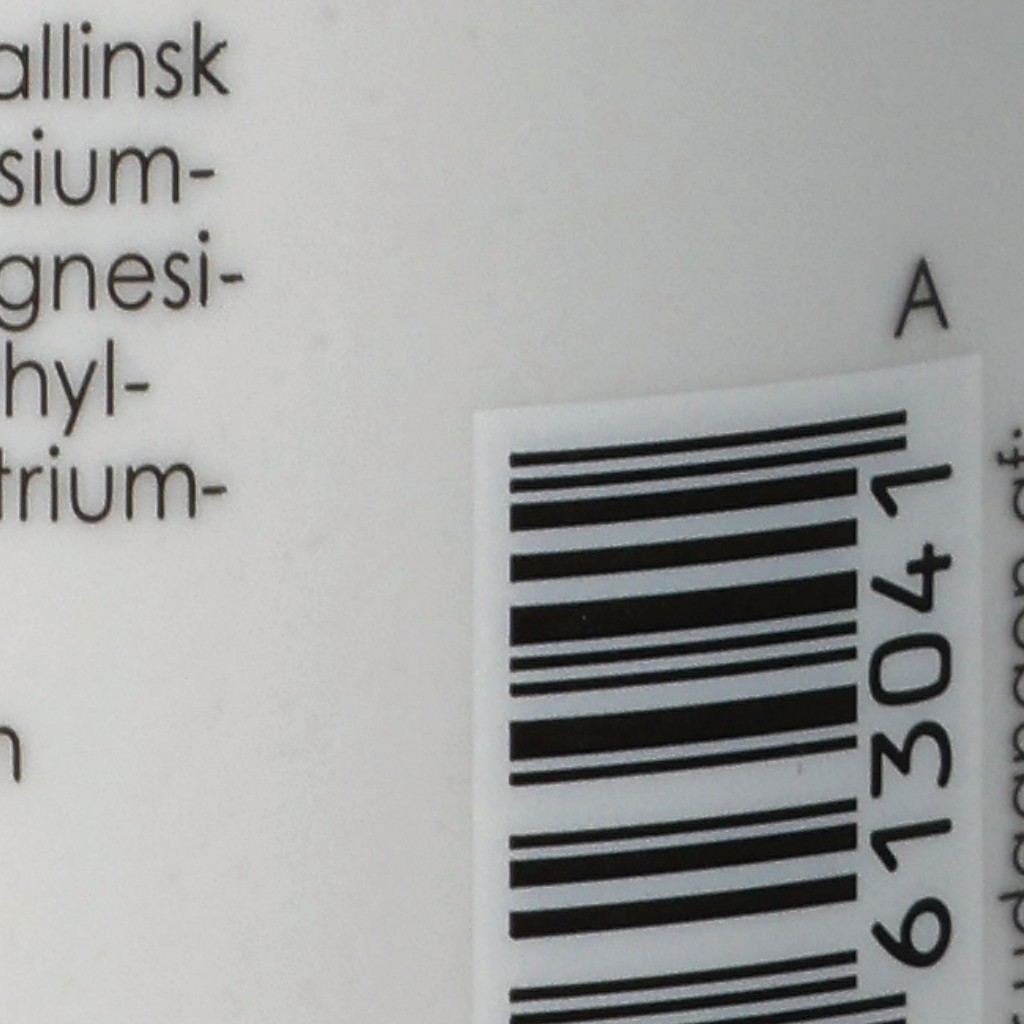 allinsk
sium-
gnesi-
hyl-
trium-
A
613041